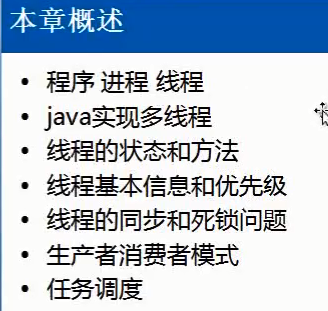 本章概述
• 程序 进程 线程
• java实现多线程
• 线程的状态和方法
• 线程基本信息和优先级
• 线程的同步和死锁问题
• 生产者消费者模式
• 任务调度